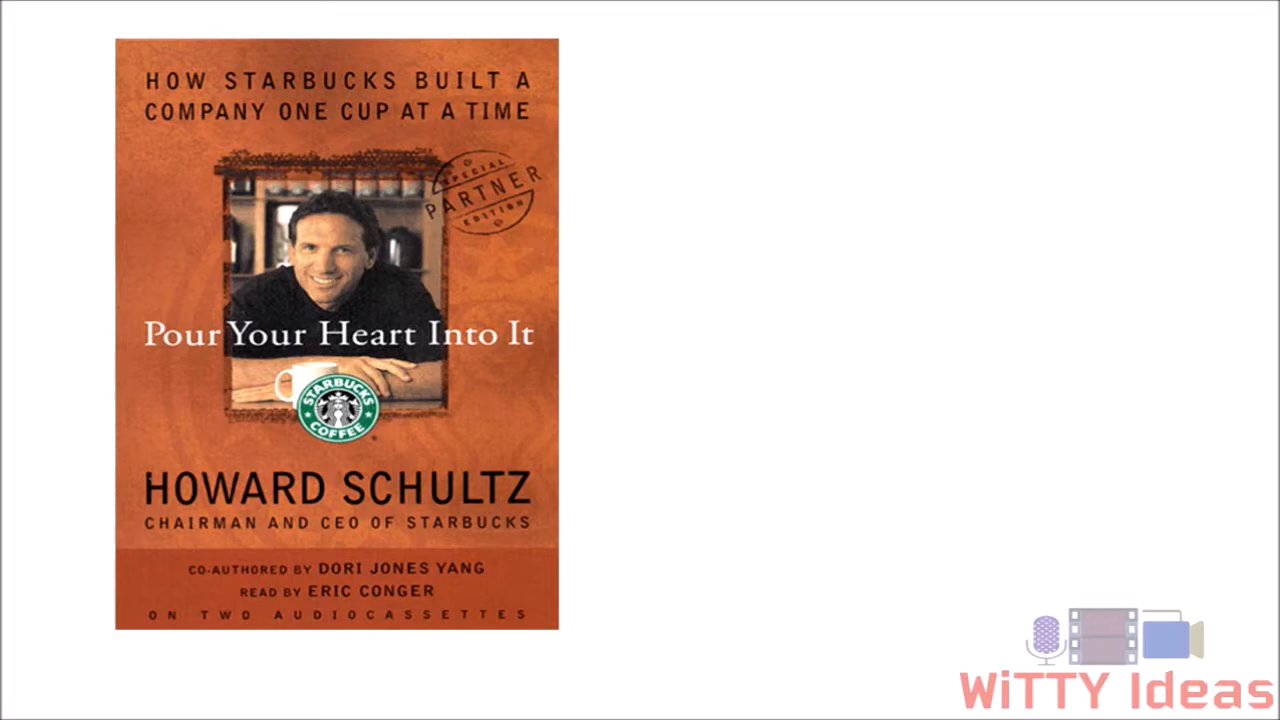 HOW STARBUCKS BUILT A
COMPANY ONE CUP AT A TIME
SPECIAL
PARTNER
EDITION
Pour Your Heart Into It
STARBUCKS
COFFEE
HOWARD SCHULTZ
CHAIRMAN AND CEO OF STARBUCKS
CO-AUTHORED BY DORI JONES YANG
READ BY ERIC CONGER
ON TWO AUDIOCASSETTES
WiTTY Ideas